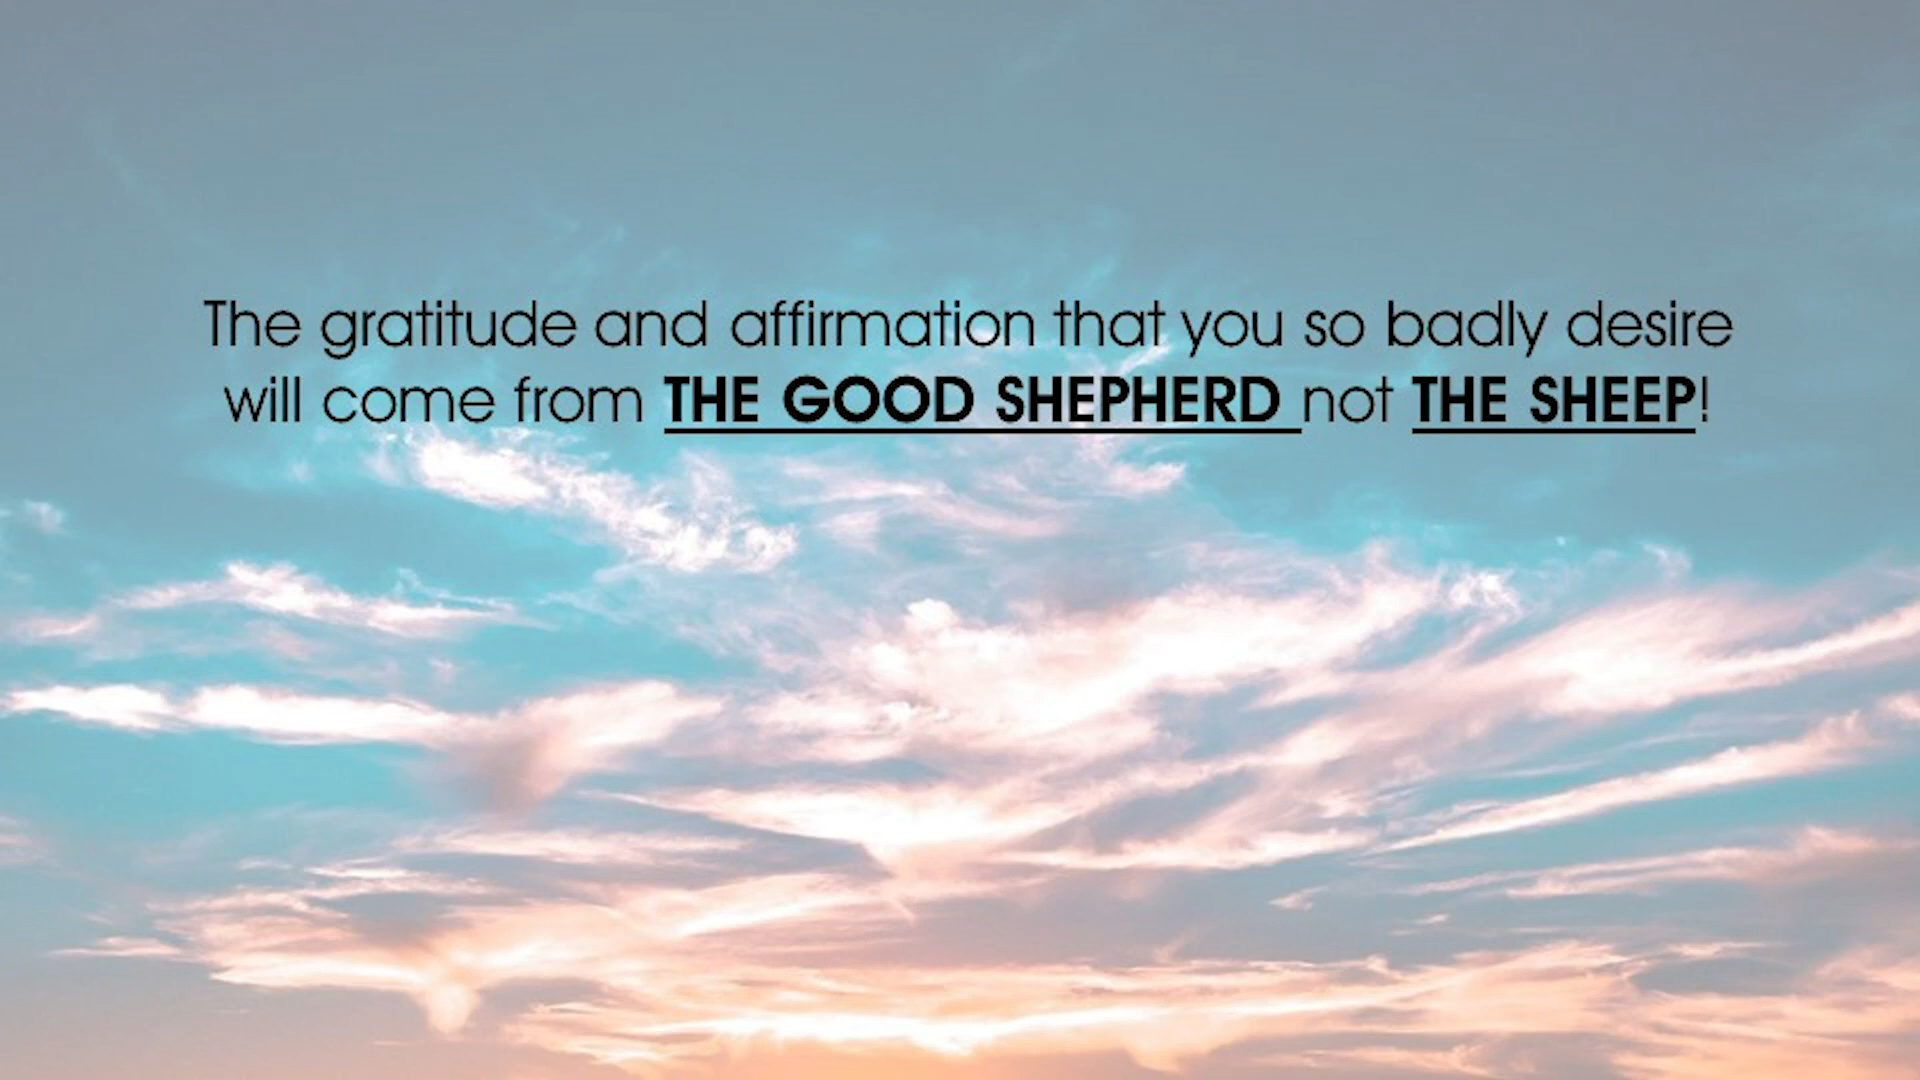 The gratitude and affirmation that you so badly desire
will come from THE GOOD SHEPHERD not THE SHEEP!